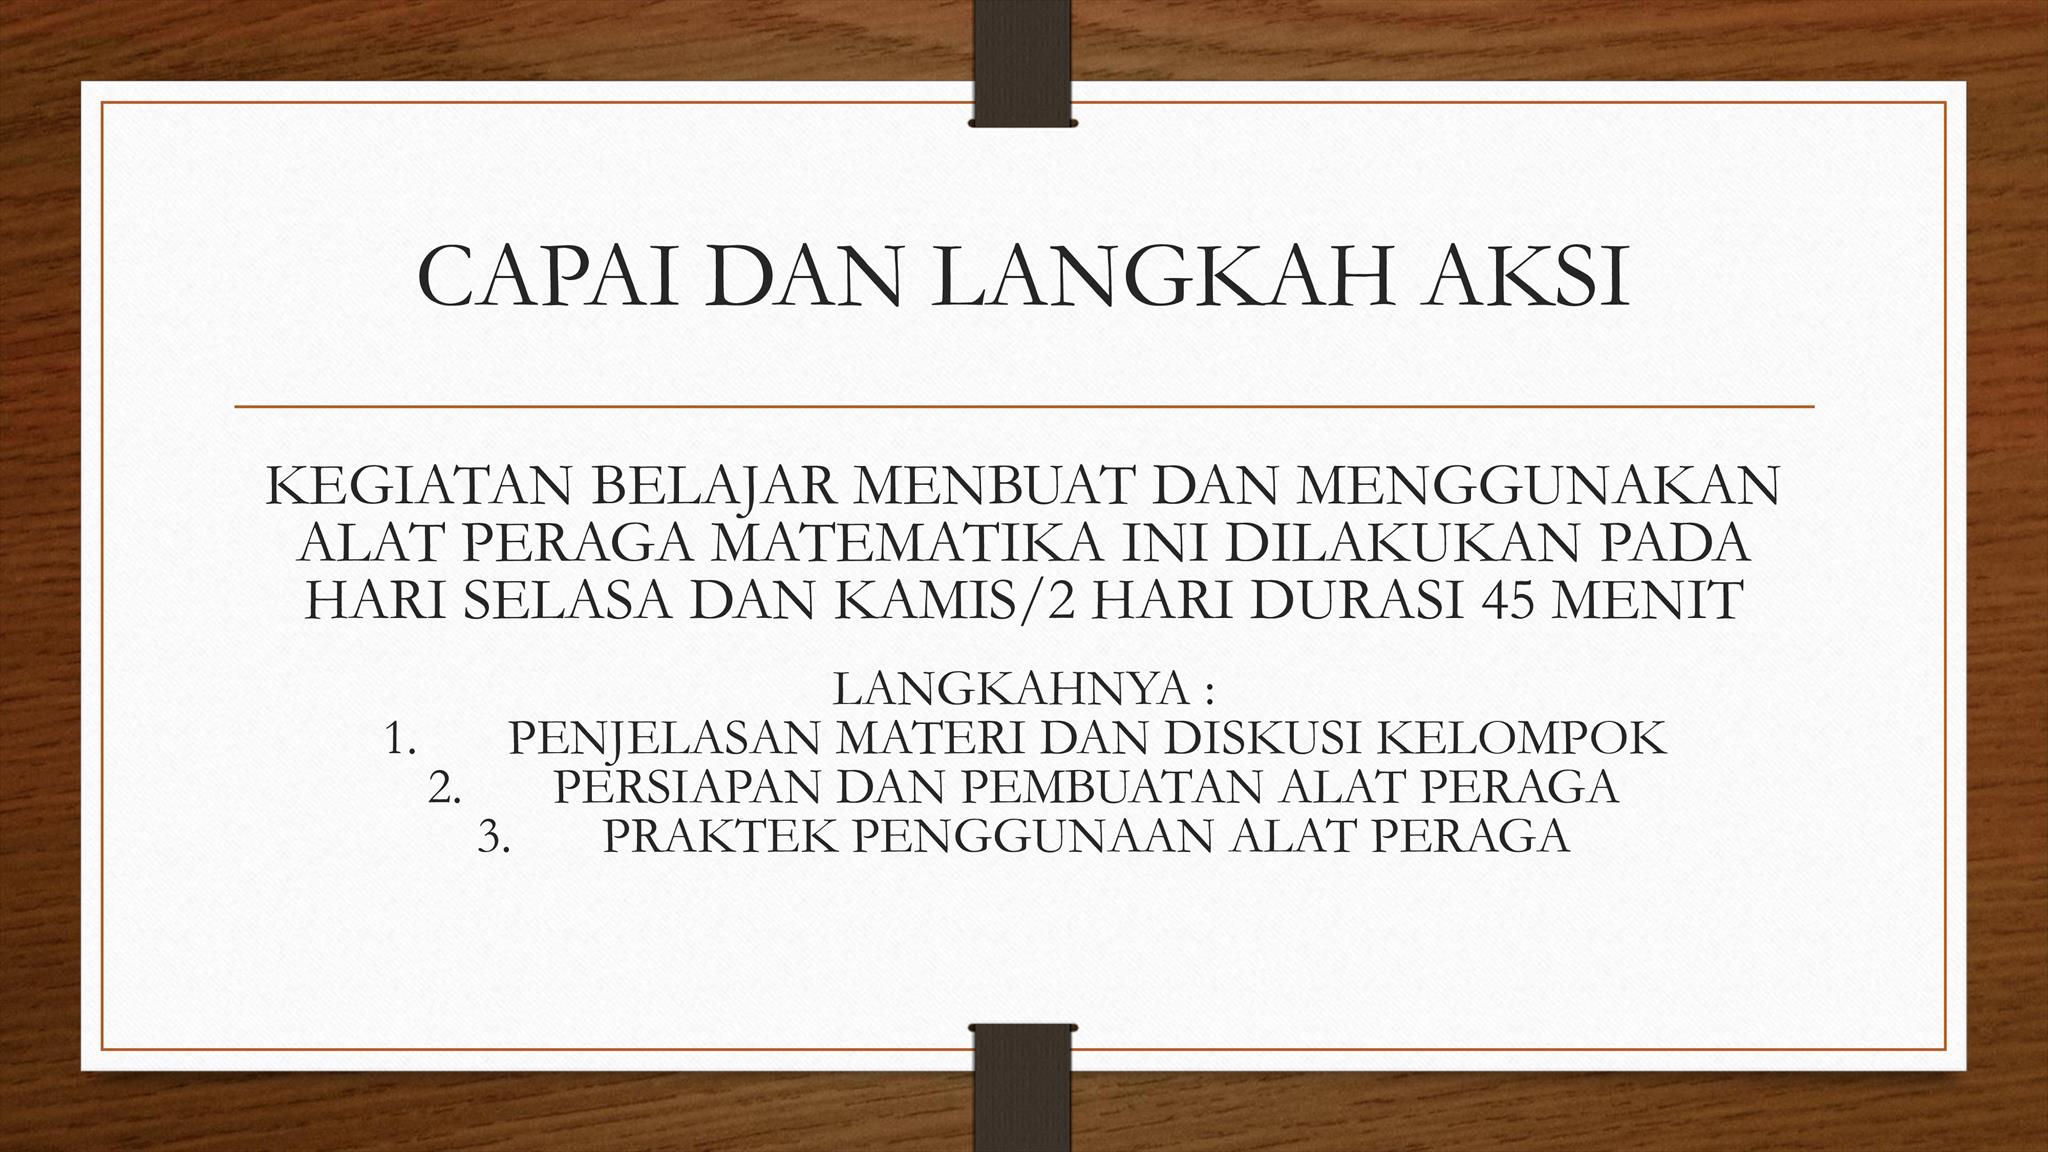 CAPAI DAN LANGKAH AKSI
KEGIATAN BELAJAR MENBUAT DAN MENGGUNAKAN
ALAT PERAGA MATEMATIKA INI DILAKUKAN PADA
HARI SELASA DAN KAMIS/2 HARI DURASI 45 MENIT
LANGKAHNYA :
1. PENJELASAN MATERI DAN DISKUSI KELOMPOK
2. PERSIAPAN DAN PEMBUATAN ALAT PERAGA
3. PRAKTEK PENGGUNAAN ALAT PERAGA